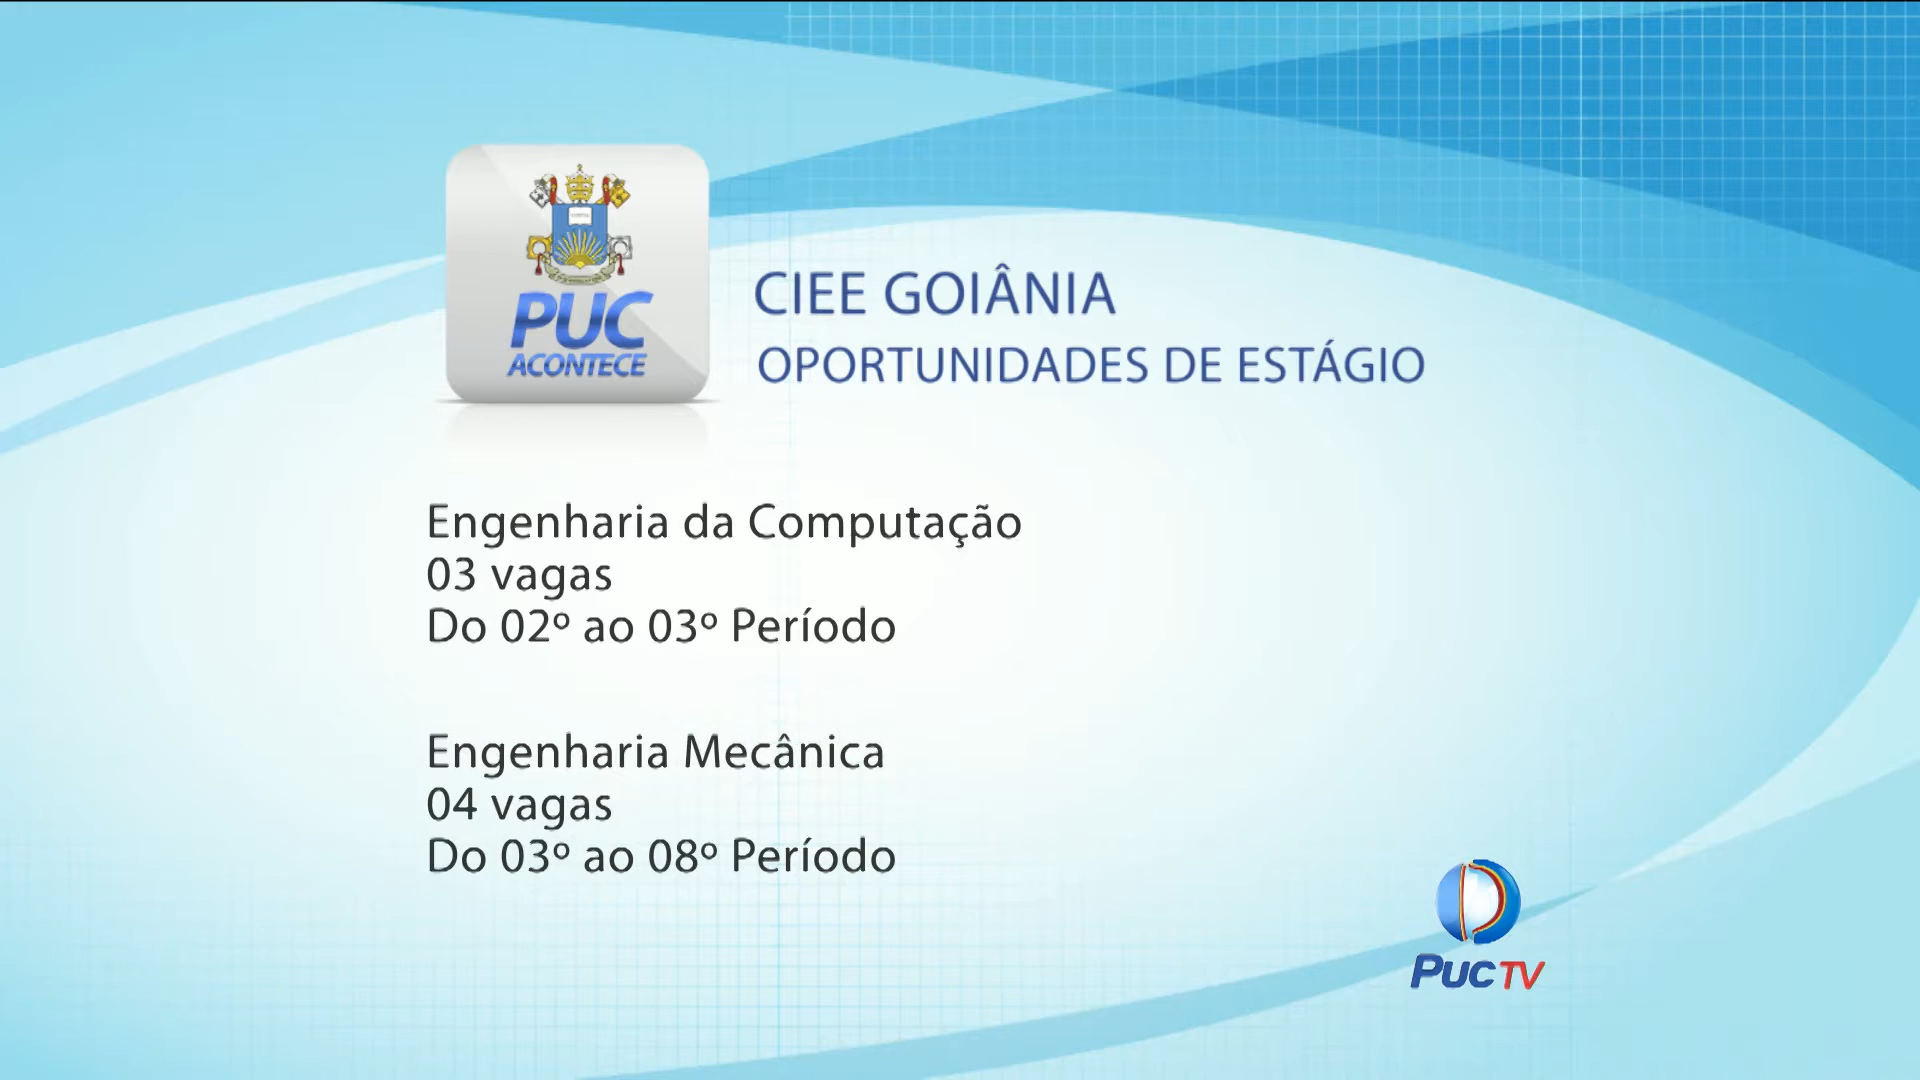 PUC
ACONTECE
CIEE GOIÂNIA
OPORTUNIDADES DE ESTÁGIO
Engenharia da Computação
03 vagas
Do 02º ao 03º Período
Engenharia Mecânica
04 vagas
Do 03º ao 08º Período
PUC TV